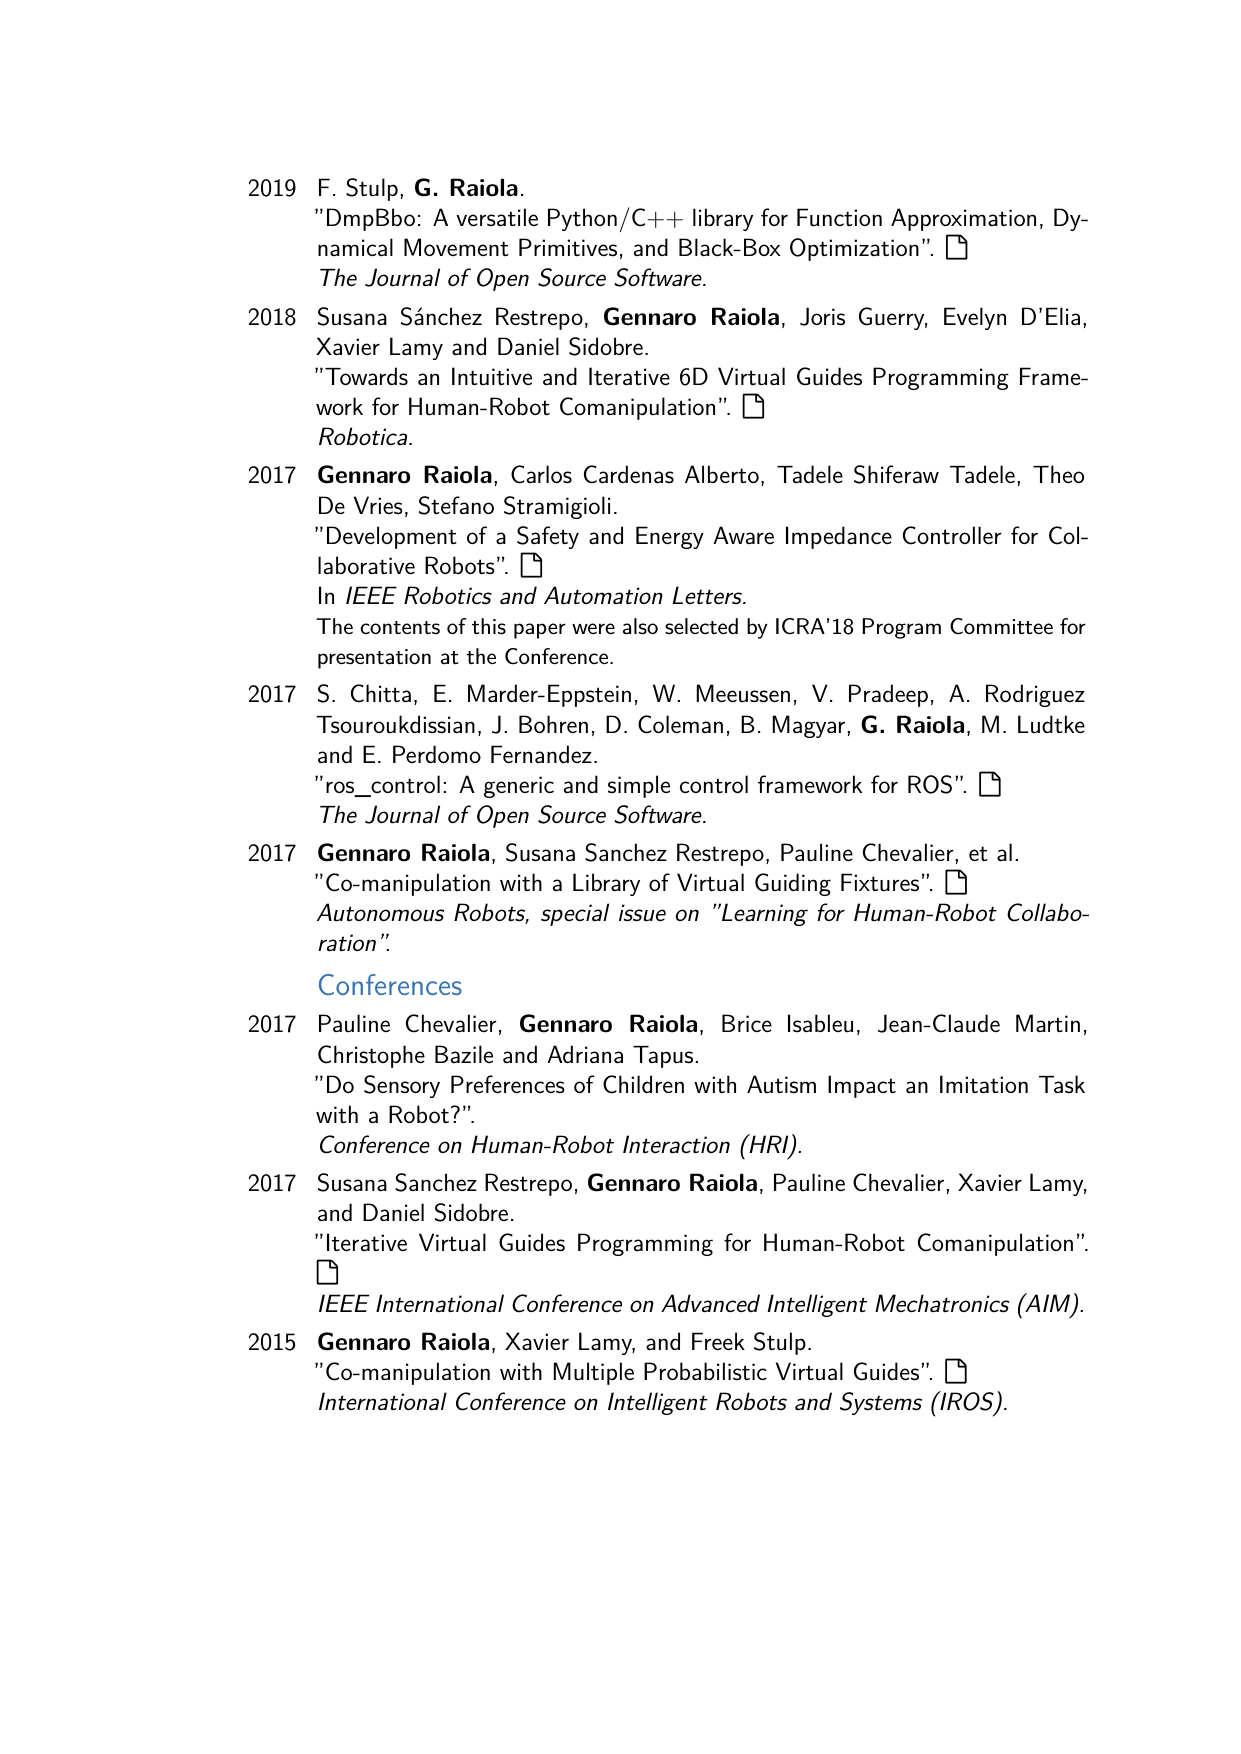 2019 F. Stulp, G. Raiola.
”DmpBbo: A versatile Python/C++ library for Function Approximation, Dy-
namical Movement Primitives, and Black-Box Optimization”.
The Journal of Open Source Software.
2018 Susana Sánchez Restrepo, Gennaro Raiola, Joris Guerry, Evelyn D’Elia,
Xavier Lamy and Daniel Sidobre.
”Towards an Intuitive and Iterative 6D Virtual Guides Programming Frame-
work for Human-Robot Comanipulation”.
Robotica.
2017 Gennaro Raiola, Carlos Cardenas Alberto, Tadele Shiferaw Tadele, Theo
De Vries, Stefano Stramigioli.
”Development of a Safety and Energy Aware Impedance Controller for Col-
laborative Robots”.
In IEEE Robotics and Automation Letters.
The contents of this paper were also selected by ICRA’18 Program Committee for
presentation at the Conference.
2017 S. Chitta, E. Marder-Eppstein, W. Meeussen, V. Pradeep, A. Rodriguez
Tsouroukdissian, J. Bohren, D. Coleman, B. Magyar, G. Raiola, M. Ludtke
and E. Perdomo Fernandez.
”ros_control: A generic and simple control framework for ROS”.
The Journal of Open Source Software.
2017 Gennaro Raiola, Susana Sanchez Restrepo, Pauline Chevalier, et al.
”Co-manipulation with a Library of Virtual Guiding Fixtures”.
Autonomous Robots, special issue on ”Learning for Human-Robot Collabo-
ration”.
Conferences
2017 Pauline Chevalier, Gennaro Raiola, Brice Isableu, Jean-Claude Martin,
Christophe Bazile and Adriana Tapus.
”Do Sensory Preferences of Children with Autism Impact an Imitation Task
with a Robot?”.
Conference on Human-Robot Interaction (HRI).
2017 Susana Sanchez Restrepo, Gennaro Raiola, Pauline Chevalier, Xavier Lamy,
and Daniel Sidobre.
”Iterative Virtual Guides Programming for Human-Robot Comanipulation”.
IEEE International Conference on Advanced Intelligent Mechatronics (AIM).
2015 Gennaro Raiola, Xavier Lamy, and Freek Stulp.
”Co-manipulation with Multiple Probabilistic Virtual Guides”.
International Conference on Intelligent Robots and Systems (IROS).